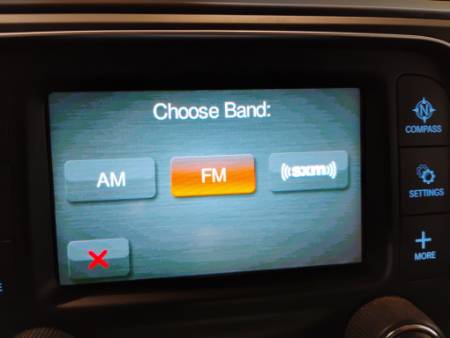 Choose Band:
AM
FM
((sxm))
COMPASS
SETTINGS
MORE